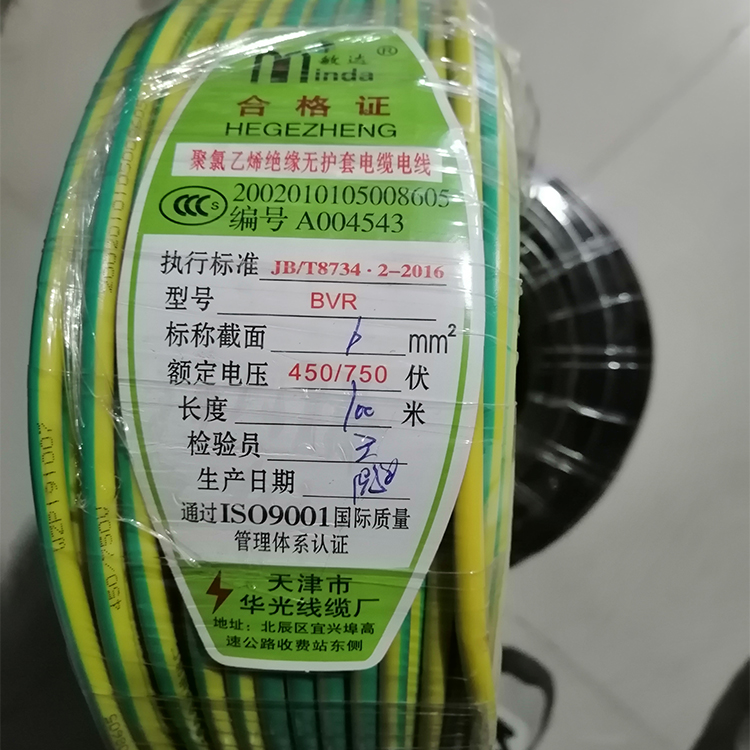 敏达 ®
Minda
合格证
HEGEZHENG
聚氯乙烯绝缘无护套电缆电线
CCC S 2002010105008605
编号 A004543
执行标准 JB/T8734·2-2016
型号 BVR
标称截面 6 mm²
额定电压 450/750 伏
长度 100 米
检验员
生产日期
通过ISO9001国际质量
管理体系认证
天津市
华光线缆厂
地址:北辰区宜兴埠高
速公路收费站东侧